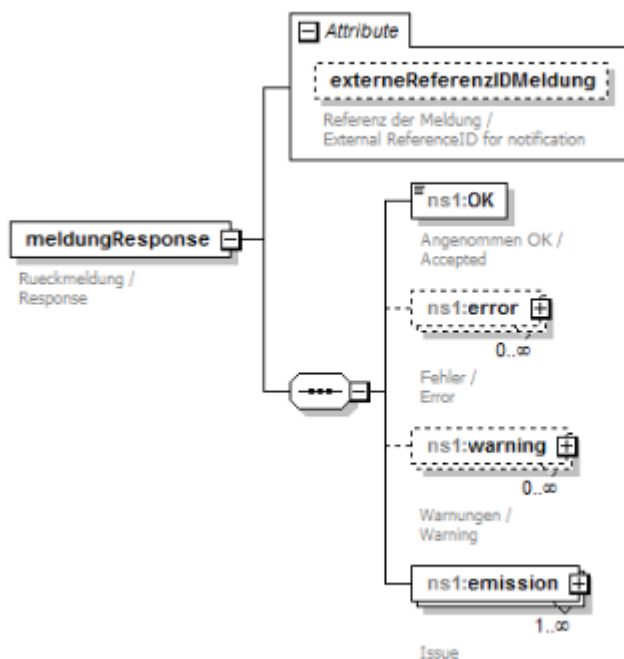 Attribute
externeReferenzIDMeldung
Referenz der Meldung /
External ReferenceID for notification
meldungResponse
Rueckmeldung /
Response
ns1:OK
Angenommen OK /
Accepted
ns1:error
0..∞
Fehler /
Error
ns1:warning
0..∞
Warnungen /
Warning
ns1:emission
1..∞
Issue